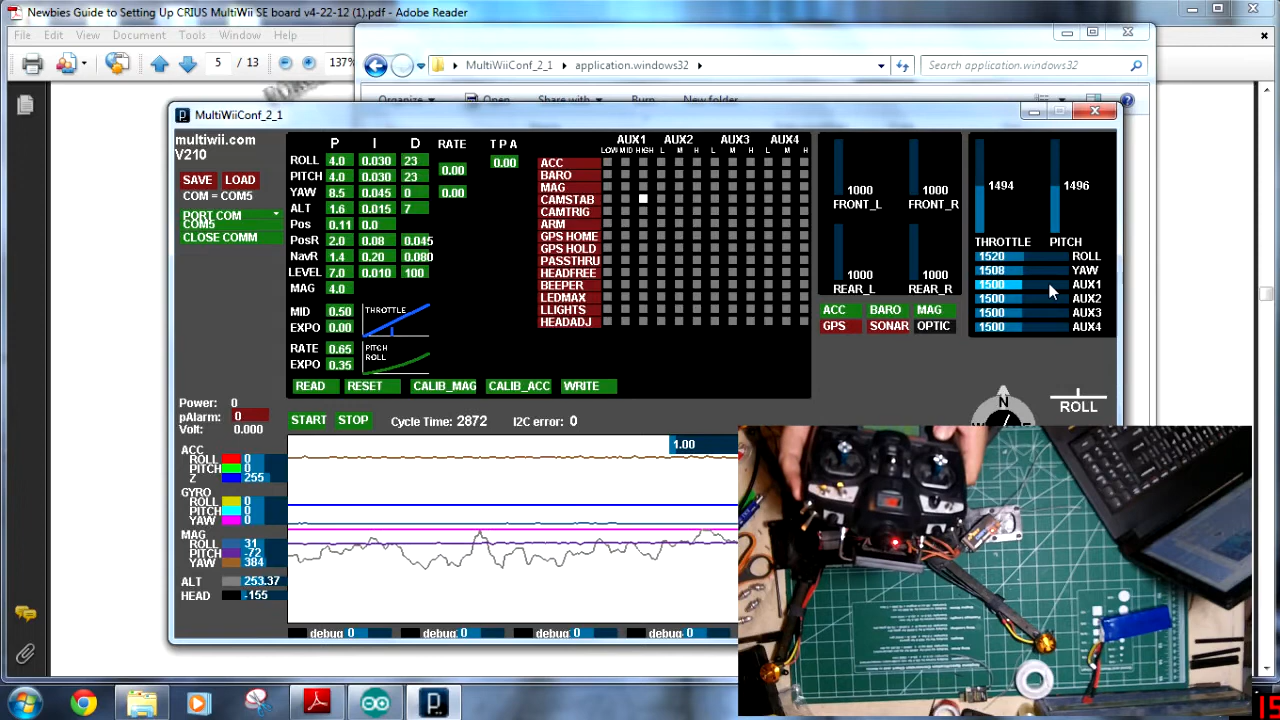 Newbies Guide to Setting Up CRIUS MultiWii SE board v4-22-12 (1).pdf - Adobe Reader
File Edit View Document Tools Window Help
5 / 13 137%
MultiWiiConf_2_1 application.windows32 Search application.windows32
Organize Open Share with Burn New folder
MultiWiiConf_2_1
multiwii.com
V210
SAVE LOAD
COM = COM5
PORT COM
COM5
CLOSE COMM
P I D RATE T P A
ROLL 4.0 0.030 23
PITCH 4.0 0.030 23
0.00 0.00
YAW 8.5 0.045 0 0.00
ALT 1.6 0.015 7
Pos 0.11 0.0
PosR 2.0 0.08 0.045
NavR 1.4 0.20 0.080
LEVEL 7.0 0.010 100
MAG 4.0
MID 0.50
EXPO 0.00
THROTTLE
RATE 0.65
EXPO 0.35
PITCH
ROLL
AUX1 AUX2 AUX3 AUX4
LOW MID HIGH L M H L M H L M H
ACC
BARO
MAG
CAMSTAB
CAMTRIG
ARM
GPS HOME
GPS HOLD
PASSTHRU
HEADFREE
BEEPER
LEDMAX
LLIGHTS
HEADADJ
READ RESET CALIB_MAG CALIB_ACC WRITE
1000 1000
FRONT_L FRONT_R
1000 1000
REAR_L REAR_R
ACC BARO MAG
GPS SONAR OPTIC
1494 1496
THROTTLE PITCH
1520 ROLL
1508 YAW
1500 AUX1
1500 AUX2
1500 AUX3
1500 AUX4
N
ROLL
Power: 0
pAlarm: 0
Volt: 0.000
START STOP Cycle Time: 2872 I2C error: 0
1.00
ACC
ROLL 0
PITCH 0
Z 255
GYRO
ROLL 0
PITCH 0
YAW 0
MAG
ROLL 31
PITCH -72
YAW 384
ALT 253.37
HEAD -155
debug1 0 debug2 0 debug3 0 debug4 0
15